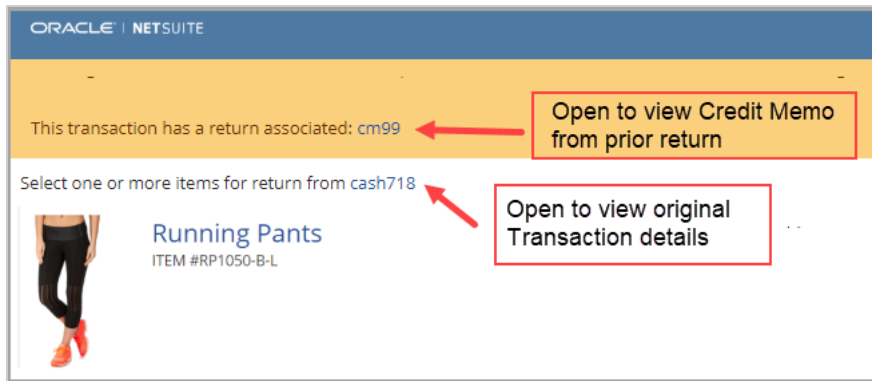 ORACLE | NETSUITE
This transaction has a return associated: cm99
Open to view Credit Memo
from prior return
Select one or more items for return from cash718
Open to view original
Transaction details
Running Pants
ITEM #RP1050-B-L